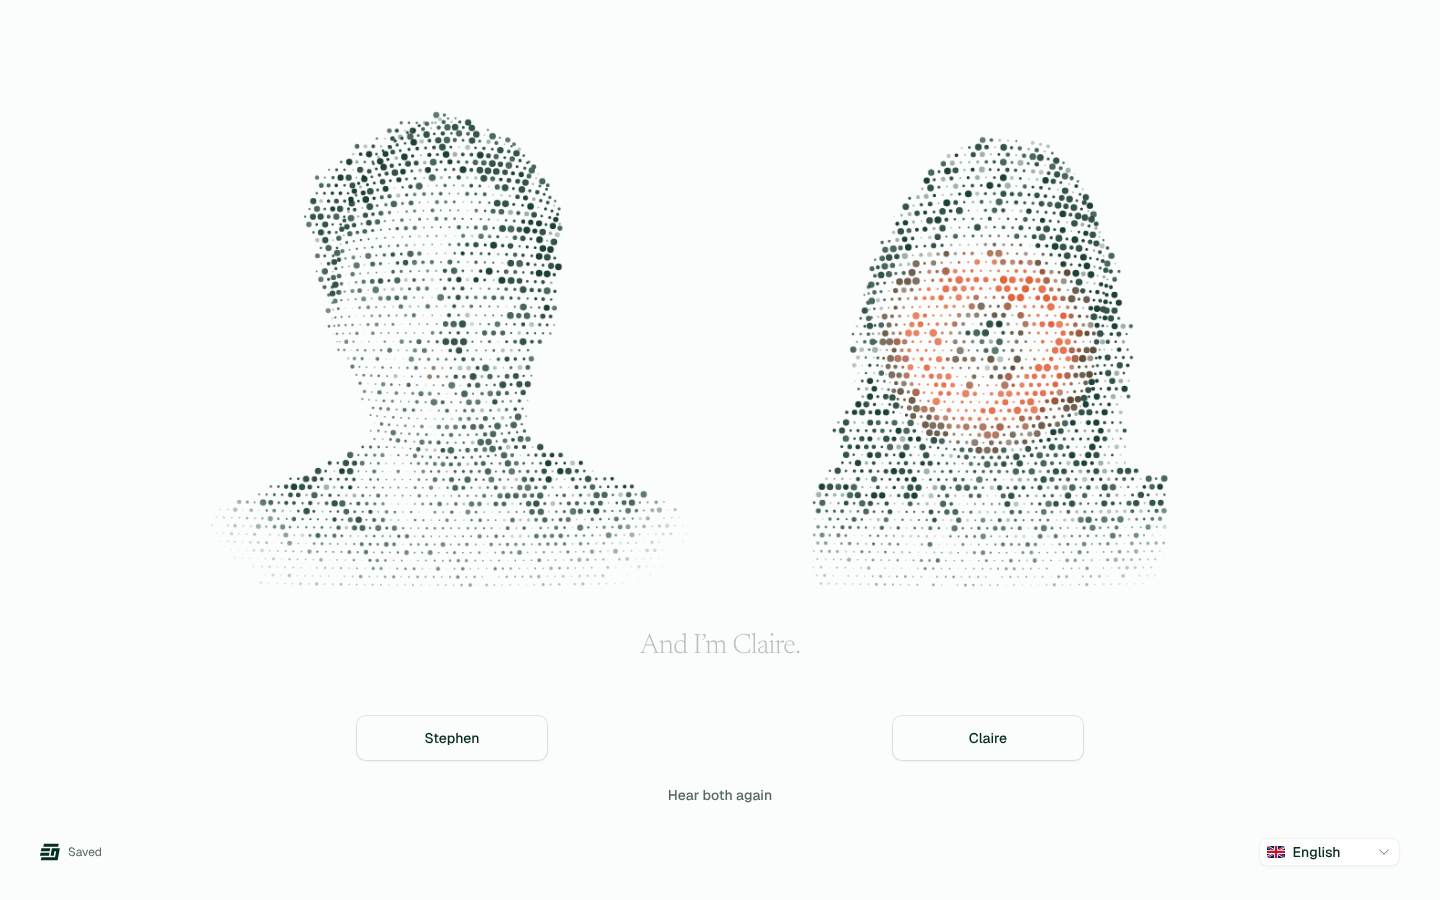 And I’m Claire.
Stephen
Claire
Hear both again
Saved
English